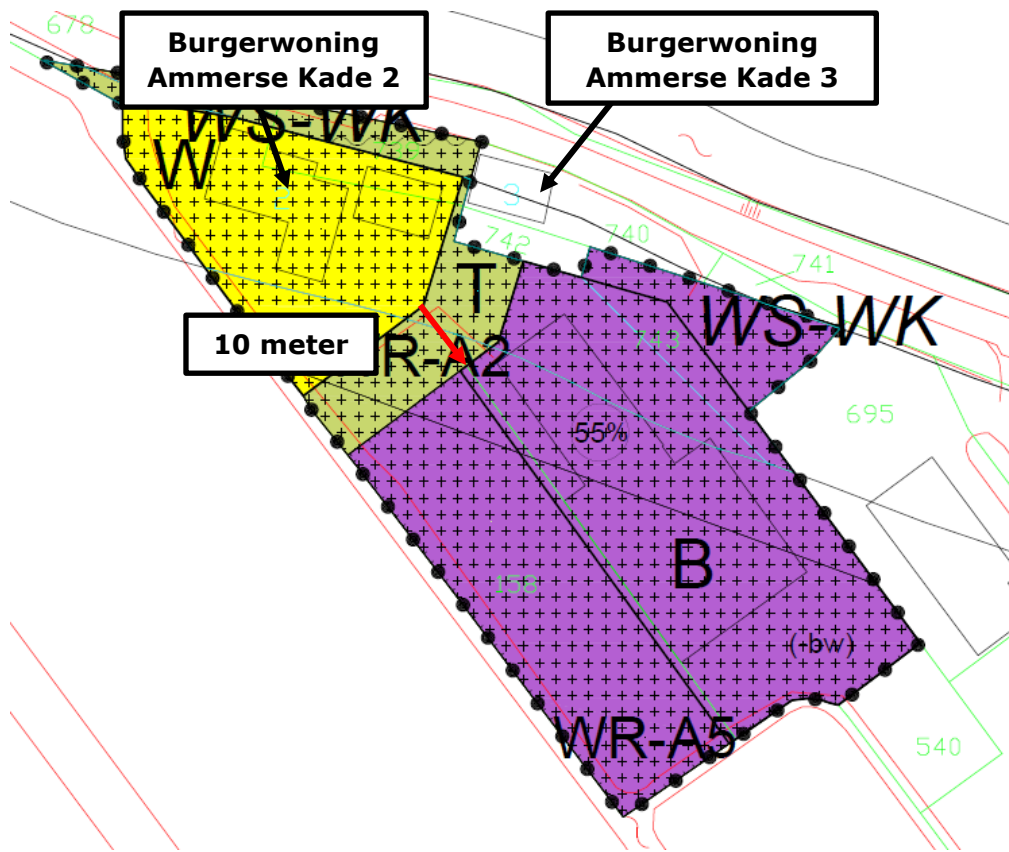 678
Burgerwoning
Ammerse Kade 2
Burgerwoning
Ammerse Kade 3
WS-WK
W
2
3
742
740
741
T
WS-WK
10 meter
R-A2
743
695
55%
B
158
(-bw)
WR-A5
540